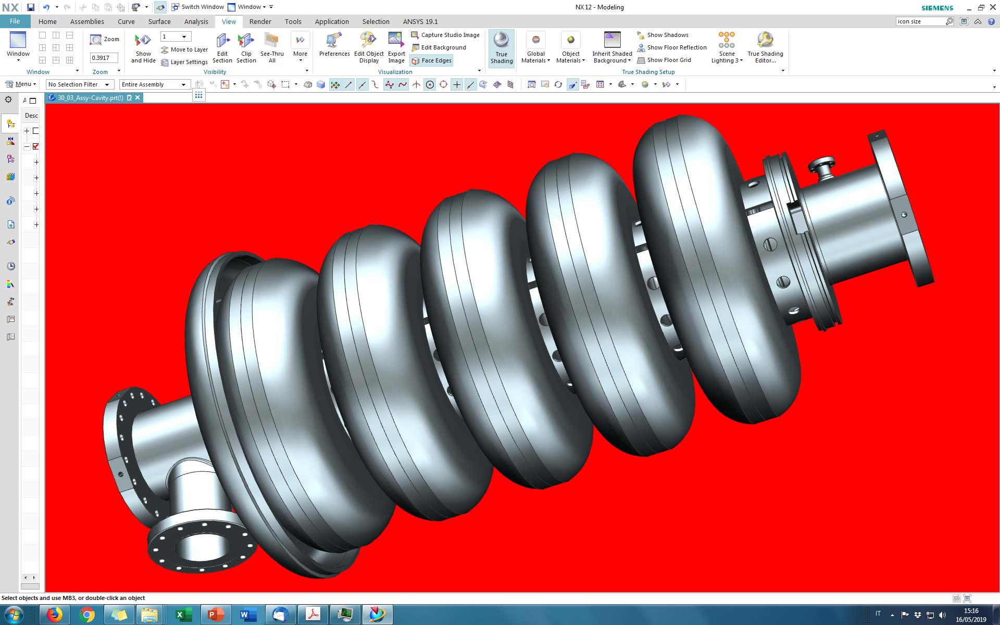 NX
Switch Window
Window
NX 12 - Modeling
SIEMENS
File
Home
Assemblies
Curve
Surface
Analysis
View
Render
Tools
Application
Selection
ANSYS 19.1
icon size
Window
Window
Zoom
0.3917
Zoom
Show and Hide
1
Move to Layer
Layer Settings
Edit Section
Clip Section
See-Thru All
More
Visibility
Preferences
Edit Object Display
Export Image
Capture Studio Image
Edit Background
Face Edges
Visualization
True Shading
Global Materials
Object Materials
Inherit Shaded Background
Show Shadows
Show Floor Reflection
Show Floor Grid
Scene Lighting 3
True Shading Editor...
True Shading Setup
Menu
No Selection Filter
Entire Assembly
30_03_Assy-Cavity.prt(!)
A
Desc
Select objects and use MB3, or double-click an object
IT
15:16
16/05/2019